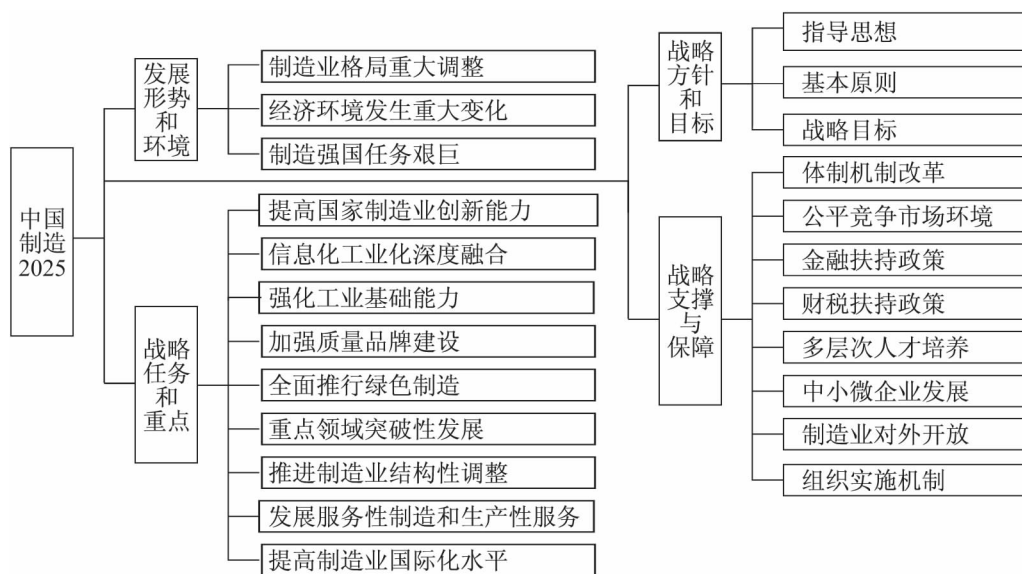 中国
制造
2025
发展
形势
和
环境
制造业格局重大调整
经济环境发生重大变化
制造强国任务艰巨
战略
任务
和
重点
提高国家制造业创新能力
信息化工业化深度融合
强化工业基础能力
加强质量品牌建设
全面推行绿色制造
重点领域突破性发展
推进制造业结构性调整
发展服务性制造和生产性服务
提高制造业国际化水平
战略
方针
和
目标
指导思想
基本原则
战略目标
战略
支撑
与
保障
体制机制改革
公平竞争市场环境
金融扶持政策
财税扶持政策
多层次人才培养
中小微企业发展
制造业对外开放
组织实施机制